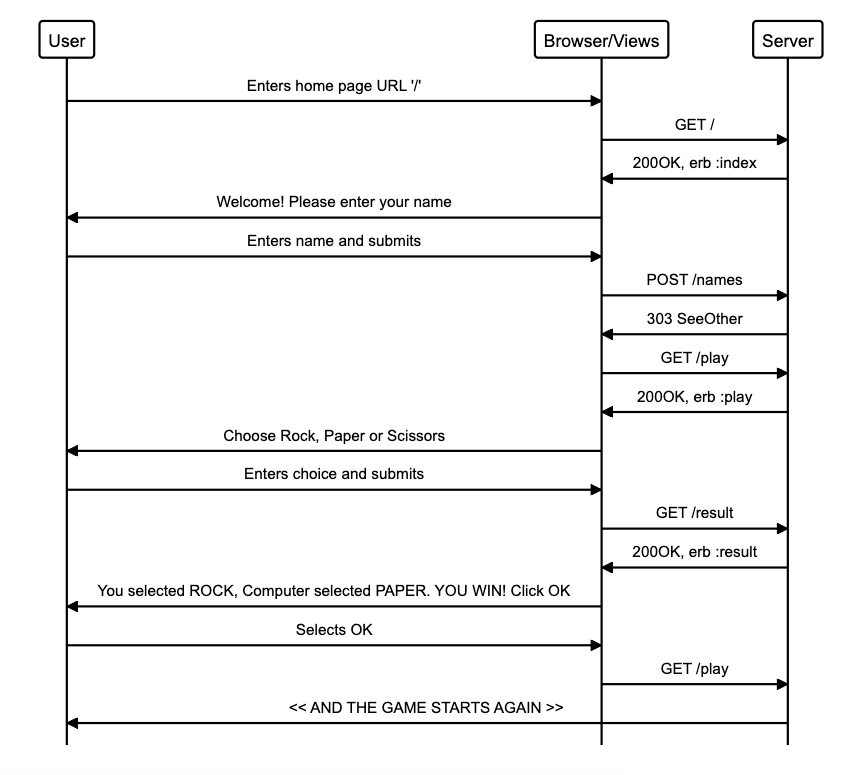 User
Browser/Views
Server
Enters home page URL '/'
GET /
200OK, erb :index
Welcome! Please enter your name
Enters name and submits
POST /names
303 SeeOther
GET /play
200OK, erb :play
Choose Rock, Paper or Scissors
Enters choice and submits
GET /result
200OK, erb :result
You selected ROCK, Computer selected PAPER. YOU WIN! Click OK
Selects OK
GET /play
<< AND THE GAME STARTS AGAIN >>